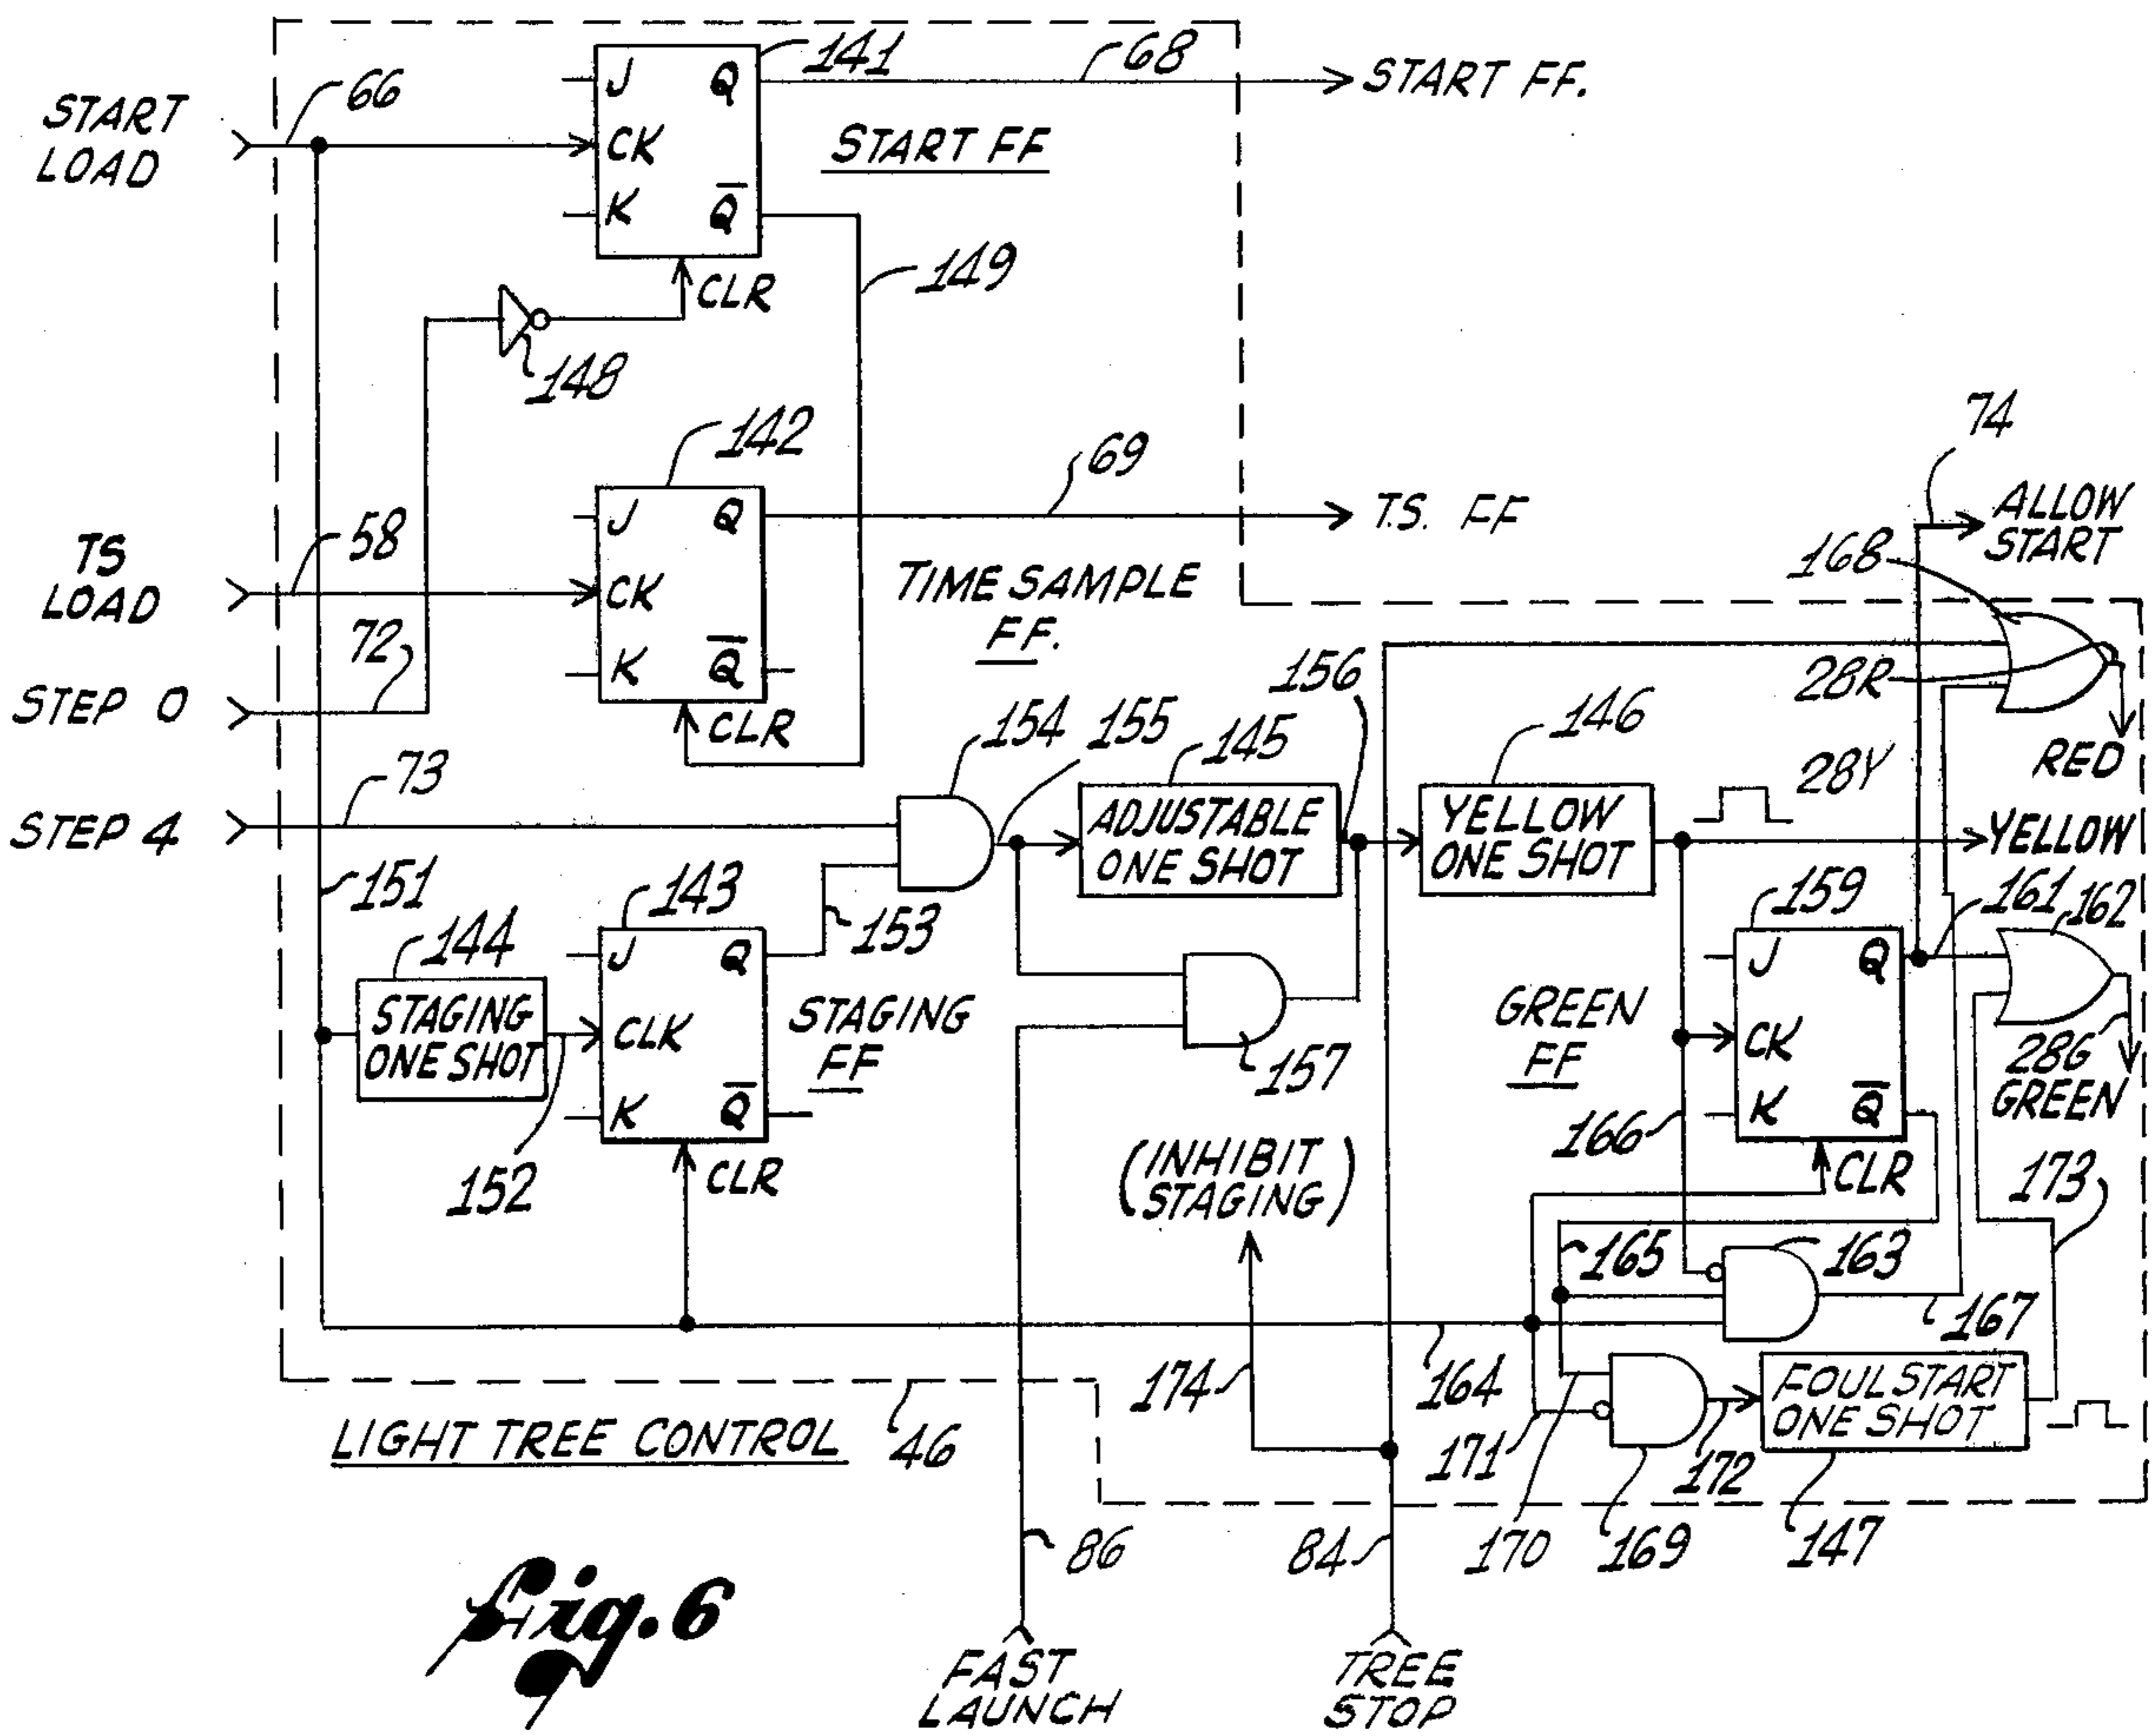 START
LOAD
66
J
Q
CK
K
Q̅
CLR
141
68
START FF.
START FF
149
148
142
69
T.S. FF
TS
LOAD
58
J
Q
CK
K
Q̅
CLR
TIME SAMPLE
FF.
74
ALLOW
START
168
28R
RED
72
STEP 0
73
STEP 4
154
155
145
156
146
28Y
YELLOW
ADJUSTABLE
ONE SHOT
YELLOW
ONE SHOT
151
144
STAGING
ONE SHOT
143
153
J
Q
CLK
K
Q̅
CLR
STAGING
FF
152
157
159
161
162
GREEN
FF
J
Q
CK
K
Q̅
CLR
28G
GREEN
166
173
(INHIBIT
STAGING)
165
163
167
174
164
FOUL START
ONE SHOT
171
172
170
169
147
LIGHT TREE CONTROL
46
86
84
Fig. 6
FAST
LAUNCH
TREE
STOP